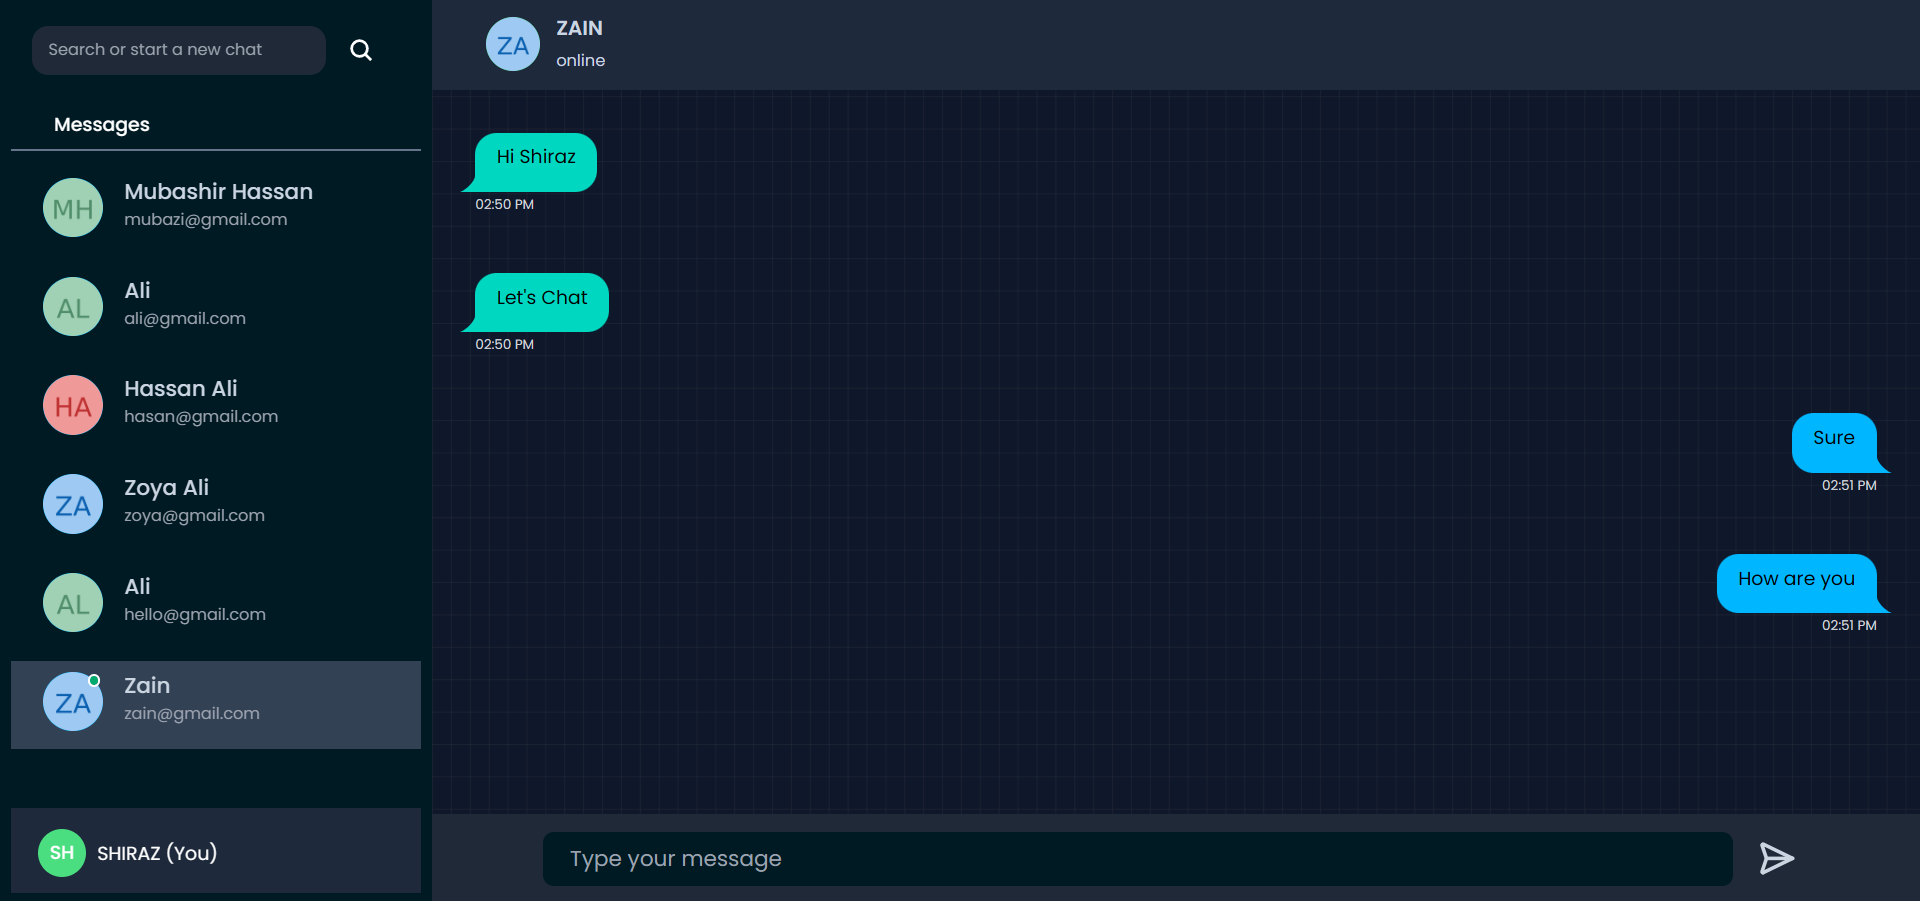 Search or start a new chat
Messages
MH
Mubashir Hassan
mubazi@gmail.com
AL
Ali
ali@gmail.com
HA
Hassan Ali
hasan@gmail.com
ZA
Zoya Ali
zoya@gmail.com
AL
Ali
hello@gmail.com
ZA
Zain
zain@gmail.com
SH
SHIRAZ (You)
ZA
ZAIN
online
Hi Shiraz
02:50 PM
Let's Chat
02:50 PM
Sure
02:51 PM
How are you
02:51 PM
Type your message